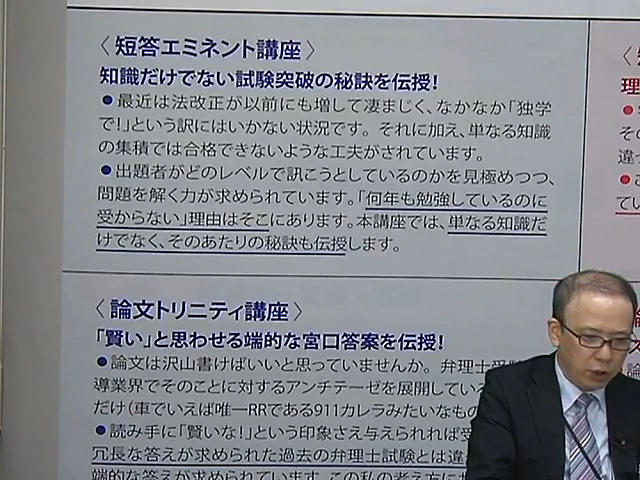 〈 短答エミネント講座 〉
知識だけでない試験突破の秘訣を伝授！
●最近は法改正が以前にも増して凄まじく、なかなか「独学
で！」という訳にはいかない状況です。それに加え、単なる知識
の集積では合格できないような工夫がされています。
●出題者がどのレベルで訊こうとしているのかを見極めつつ、
問題を解く力が求められています。「何年も勉強しているのに
受からない」理由はそこにあります。本講座では、単なる知識だ
けでなく、そのあたりの秘訣も伝授します。
〈 論文トリニティ講座 〉
「賢い」と思わせる端的な宮口答案を伝授！
●論文は沢山書けばいいと思っていませんか。弁理士受験
導業界でそのことに対するアンチテーゼを展開している
だけ（車でいえば唯一RRである911カレラみたいなもの
●読み手に「賢いな！」という印象さえ与えられれば受
冗長な答えが求められた過去の弁理士試験とは違
端的な答えが求められています。この私の考え方に
理
その
違っ
てい